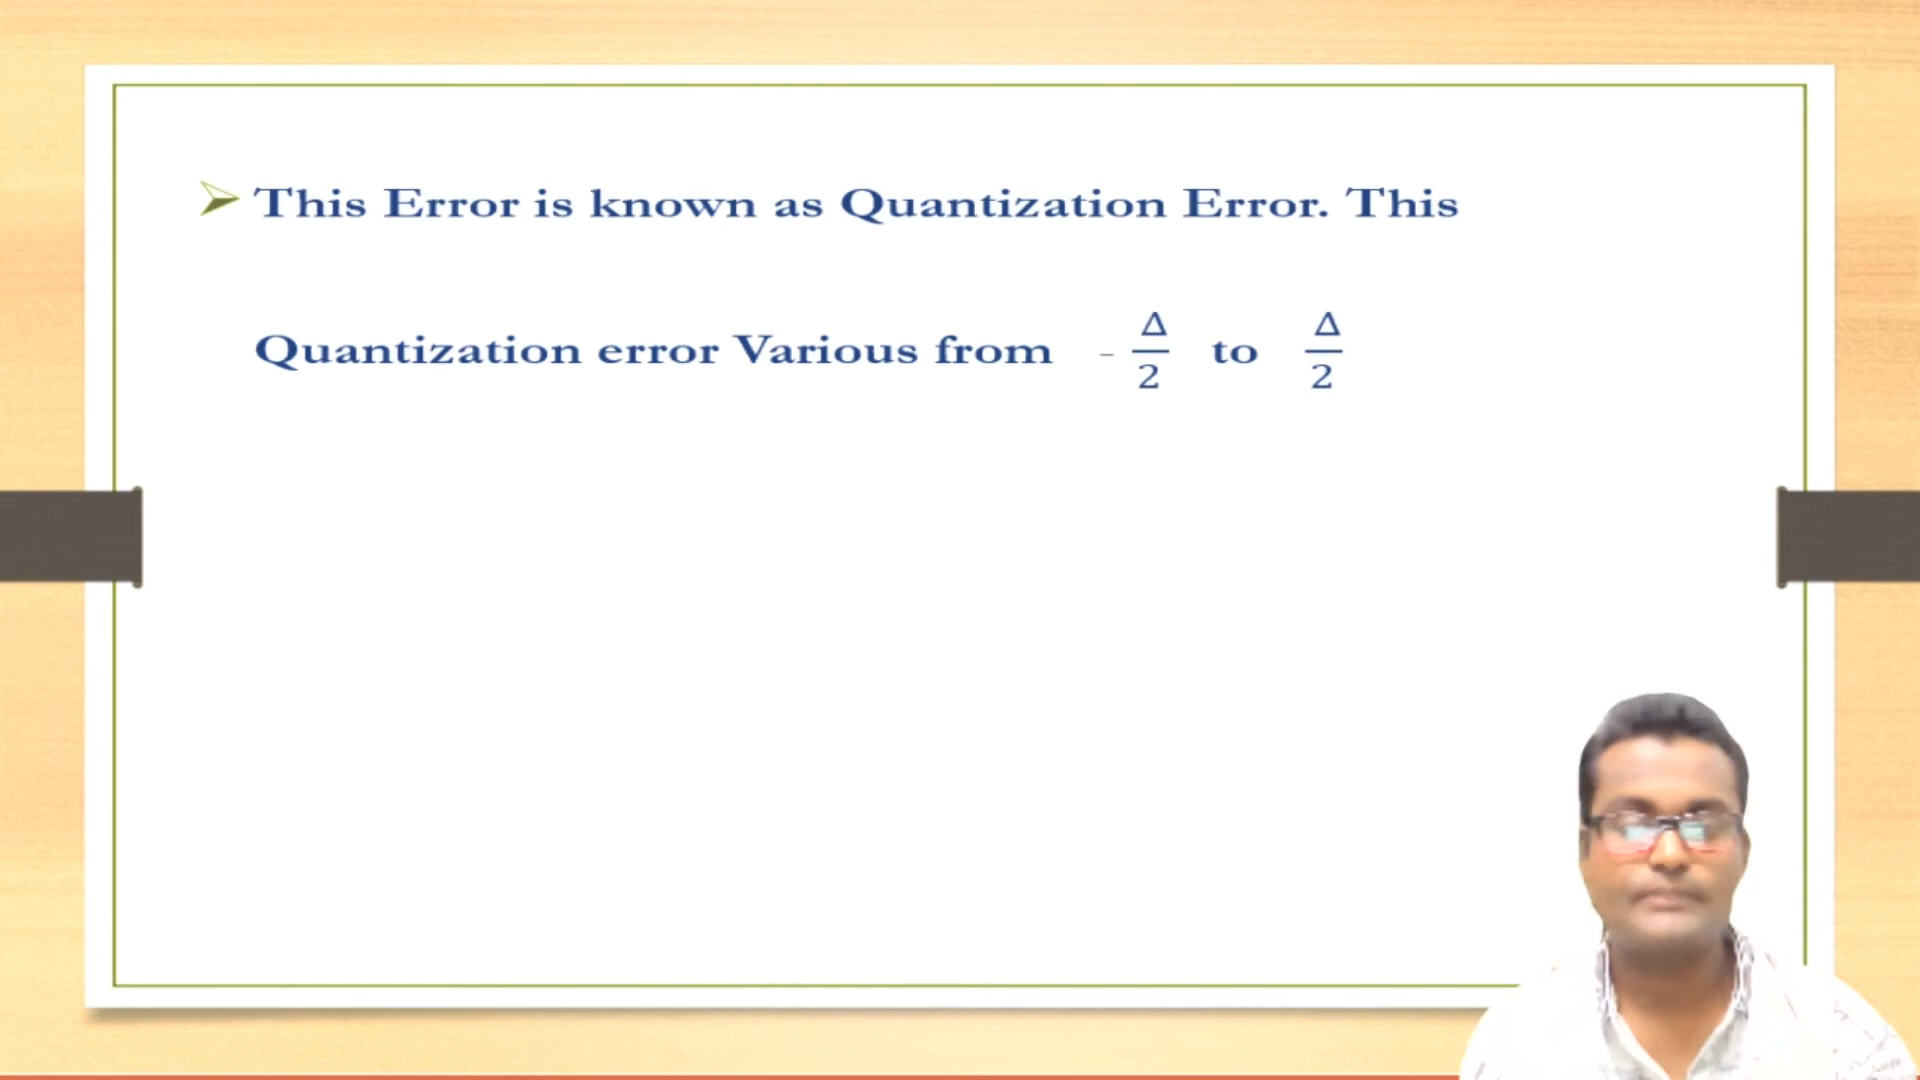 This Error is known as Quantization Error. This
Quantization error Various from - Δ/2 to Δ/2